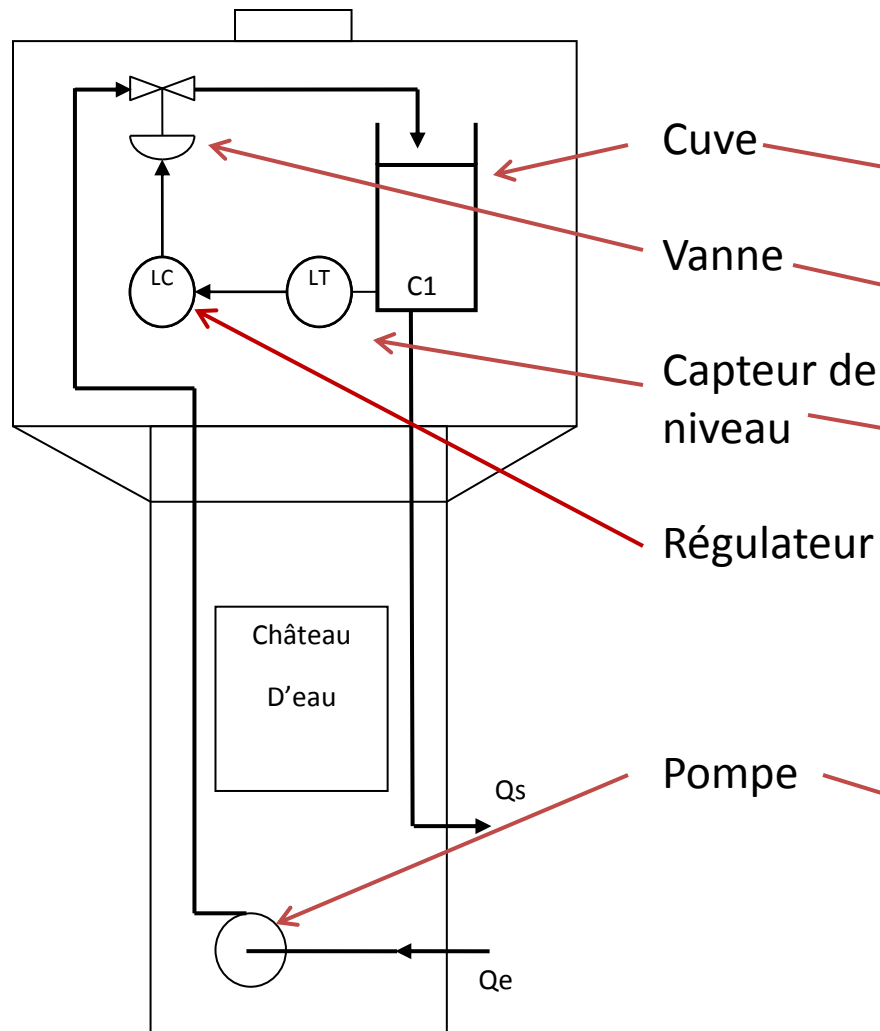 Cuve
Vanne
LC
LT
C1
Capteur de
niveau
Régulateur
Château
D’eau
Pompe
Qs
Qe